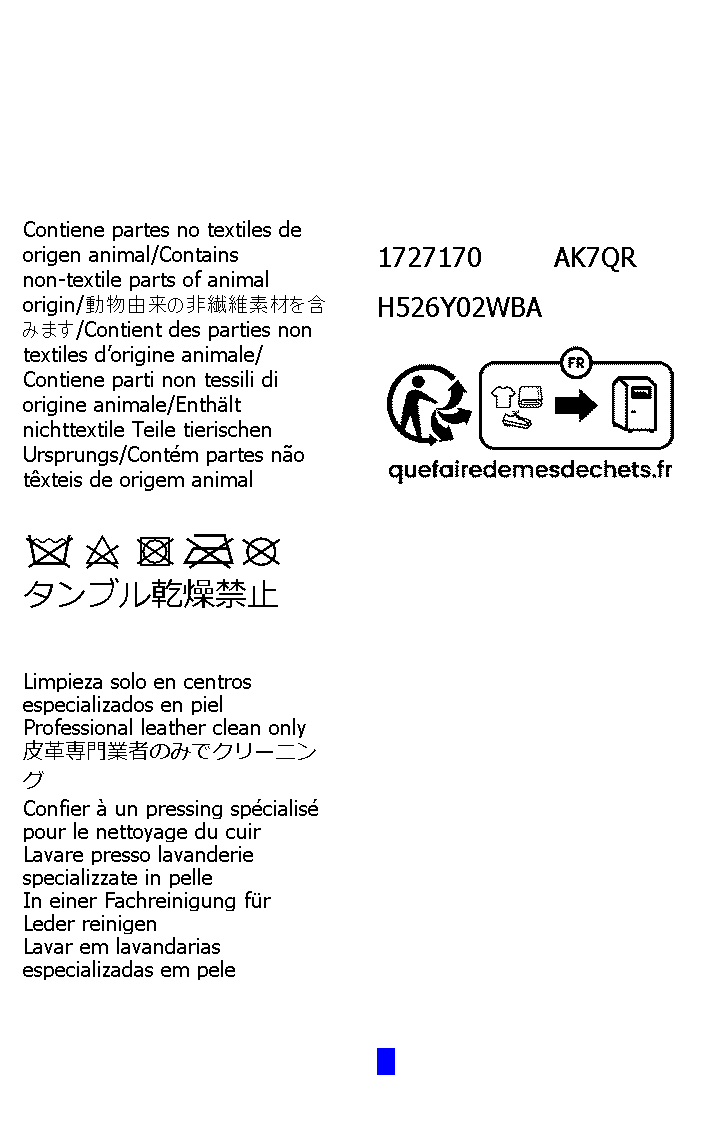 Contiene partes no textiles de
origen animal/Contains
non-textile parts of animal
origin/動物由来の非繊維素材を含
みます/Contient des parties non
textiles d’origine animale/
Contiene parti non tessili di
origine animale/Enthält
nichttextile Teile tierischen
Ursprungs/Contém partes não
têxteis de origem animal
タンブル乾燥禁止
Limpieza solo en centros
especializados en piel
Professional leather clean only
皮革専門業者のみでクリーニン
グ
Confier à un pressing spécialisé
pour le nettoyage du cuir
Lavare presso lavanderie
specializzate in pelle
In einer Fachreinigung für
Leder reinigen
Lavar em lavandarias
especializadas em pele
1727170 AK7QR
H526Y02WBA
FR
quefairedemesdechets.fr